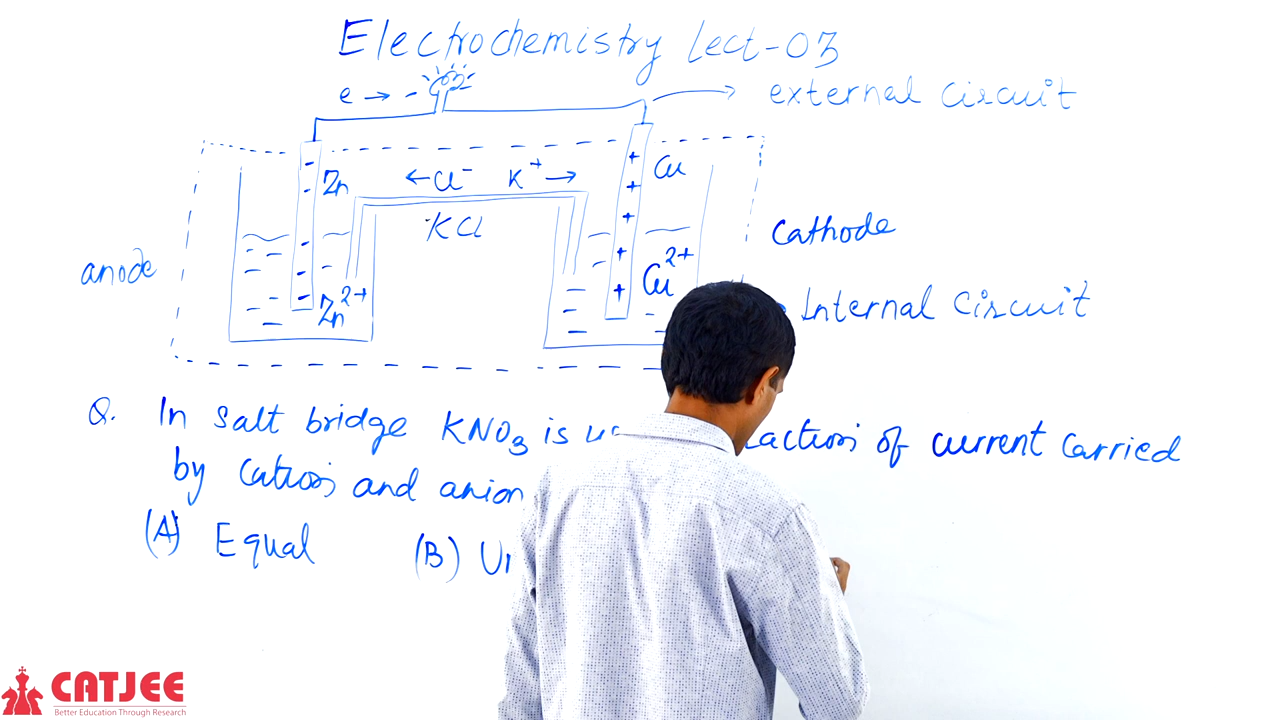 Electrochemistry Lect-03
e → -
external circuit
Zn
← Cl⁻ K⁺ →
Cu
KCl
Cathode
anode
Zn²⁺
Cu²⁺
Internal Circuit
Q. In salt bridge KNO₃ is of current carried
by Cations and anion
(A) Equal (B)
CATJEE
Better Education Through Research